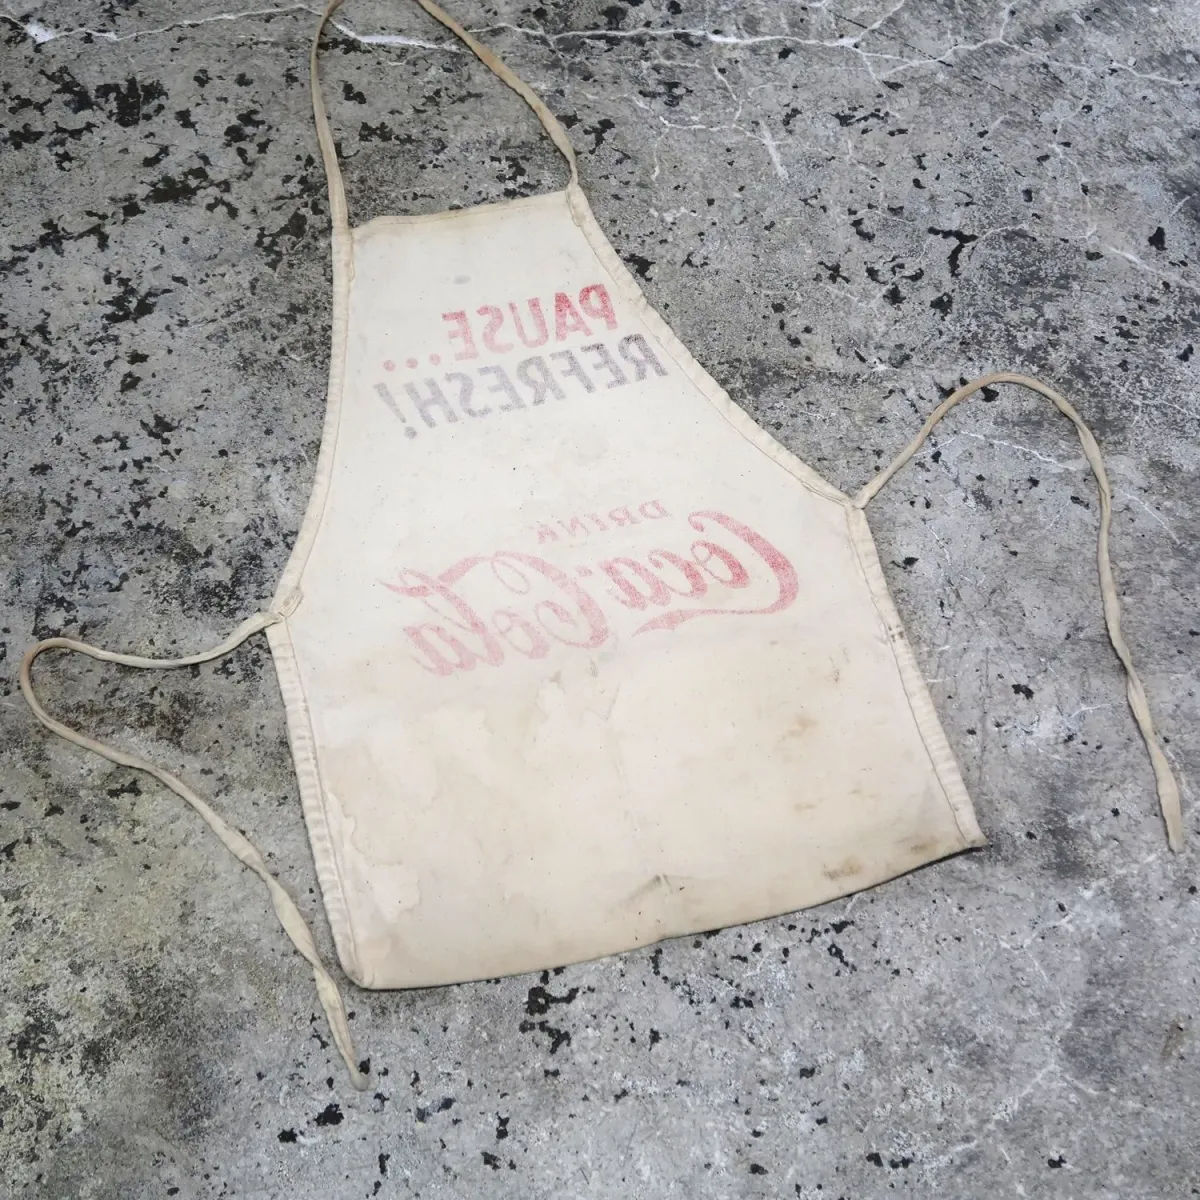 PAUSE...
REFRESH!
DRINK
Coca-Cola